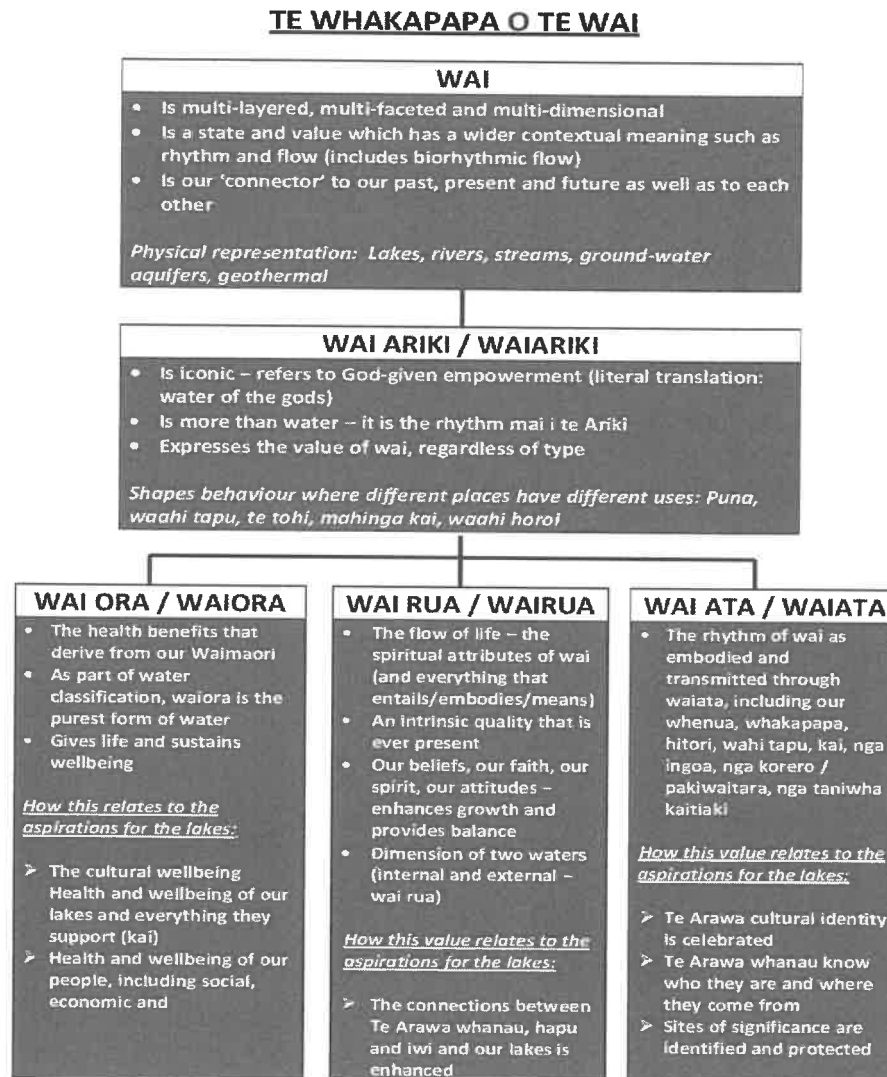 TE WHAKAPAPA O TE WAI
WAI
• Is multi-layered, multi-faceted and multi-dimensional
• Is a state and value which has a wider contextual meaning such as
rhythm and flow (includes biorhythmic flow)
• Is our ‘connector’ to our past, present and future as well as to each
other
Physical representation: Lakes, rivers, streams, ground-water
aquifers, geothermal
WAI ARIKI / WAIARIKI
• Is iconic – refers to God-given empowerment (literal translation:
water of the gods)
• Is more than water – it is the rhythm mai i te Ariki
• Expresses the value of wai, regardless of type
Shapes behaviour where different places have different uses: Puna,
waahi tapu, te tohi, mahinga kai, waahi horoi
WAI ORA / WAIORA
• The health benefits that
derive from our Waimaori
• As part of water
classification, waiora is the
purest form of water
• Gives life and sustains
wellbeing
How this relates to the
aspirations for the lakes:
➢ The cultural wellbeing
Health and wellbeing of our
lakes and everything they
support (kai)
➢ Health and wellbeing of our
people, including social,
economic and
WAI RUA / WAIRUA
• The flow of life – the
spiritual attributes of wai
(and everything that
entails/embodies/means)
• An intrinsic quality that is
ever present
• Our beliefs, our faith, our
spirit, our attitudes –
enhances growth and
provides balance
• Dimension of two waters
(internal and external –
wai rua)
How this value relates to the
aspirations for the lakes:
➢ The connections between
Te Arawa whanau, hapu
and iwi and our lakes is
enhanced
WAI ATA / WAIATA
• The rhythm of wai as
embodied and
transmitted through
waiata, including our
whenua, whakapapa,
hitori, wahi tapu, kai, nga
ingoa, nga korero /
pakiwaitara, nga taniwha
kaitiaki
How this value relates to the
aspirations for the lakes:
➢ Te Arawa cultural identity
is celebrated
➢ Te Arawa whanau know
who they are and where
they come from
➢ Sites of significance are
identified and protected